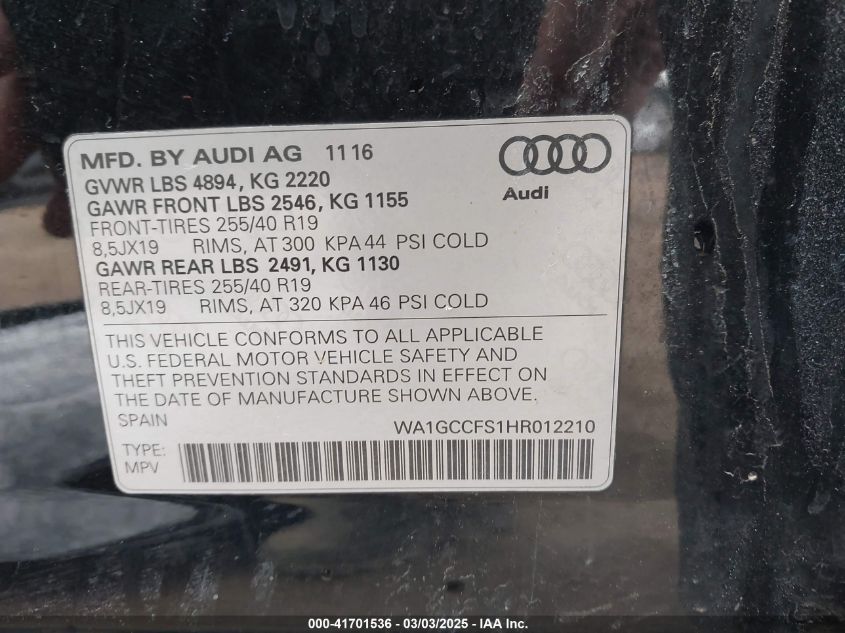 MFD. BY AUDI AG 11 16
Audi
GVWR LBS 4894, KG 2220
GAWR FRONT LBS 2546, KG 1155
FRONT-TIRES 255/40 R19
8,5JX19 RIMS, AT 300 KPA 44 PSI COLD
GAWR REAR LBS 2491, KG 1130
REAR-TIRES 255/40 R19
8,5JX19 RIMS, AT 320 KPA 46 PSI COLD
THIS VEHICLE CONFORMS TO ALL APPLICABLE
U.S. FEDERAL MOTOR VEHICLE SAFETY AND
THEFT PREVENTION STANDARDS IN EFFECT ON
THE DATE OF MANUFACTURE SHOWN ABOVE.
SPAIN WA1GCCFS1HR012210
TYPE:
MPV
000-41701536 - 03/03/2025 - WA - SNI.